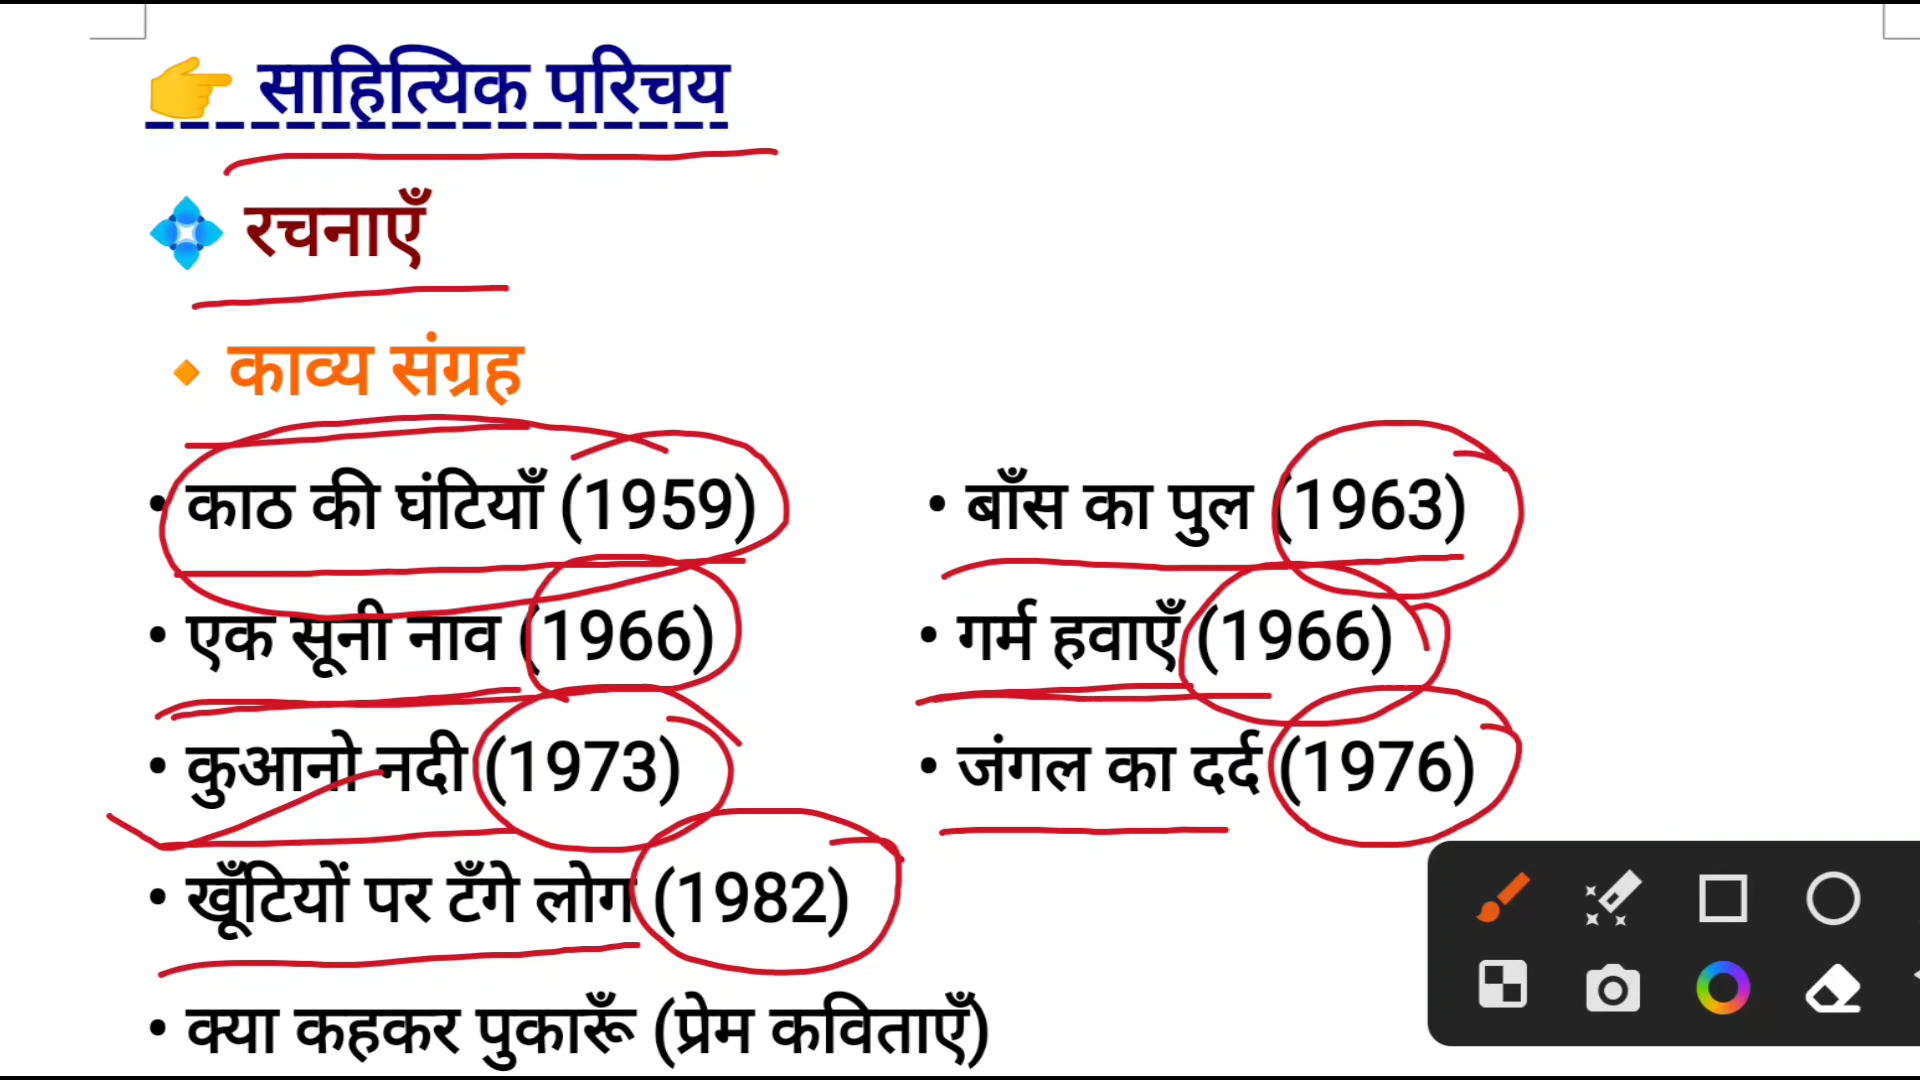 👉 साहित्यिक परिचय
💠 रचनाएँ
🔸 काव्य संग्रह
• काठ की घंटियाँ (1959) • बाँस का पुल (1963)
• एक सूनी नाव (1966) • गर्म हवाएँ (1966)
• कुआनो नदी (1973) • जंगल का दर्द (1976)
• खूँटियों पर टँगे लोग (1982)
• क्या कहकर पुकारूँ (प्रेम कविताएँ)